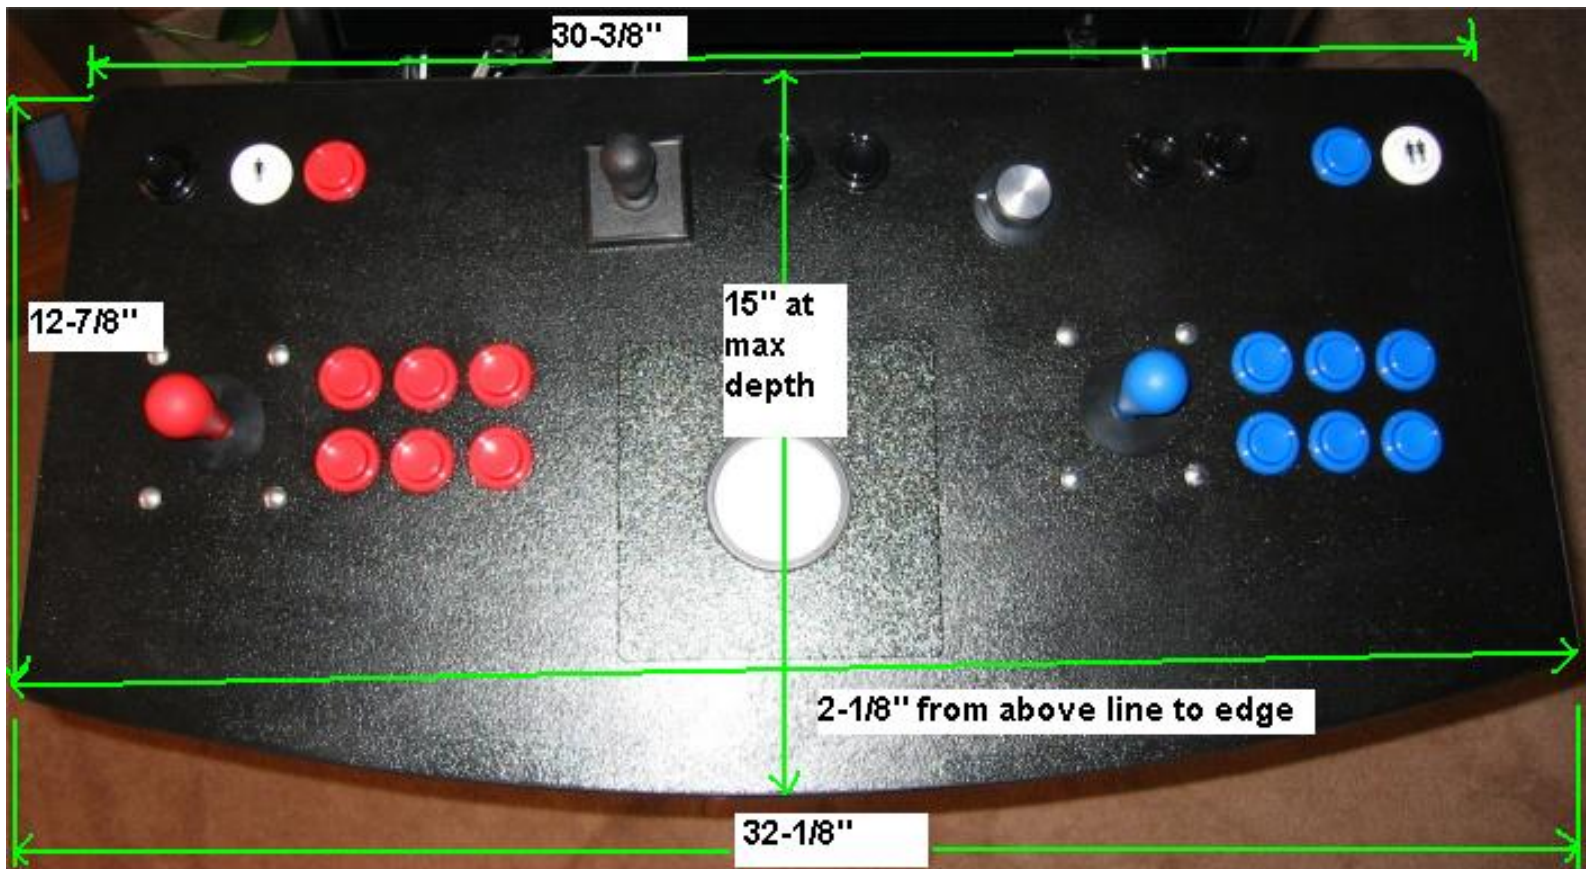 30-3/8"
12-7/8"
15" at
max
depth
2-1/8" from above line to edge
32-1/8"